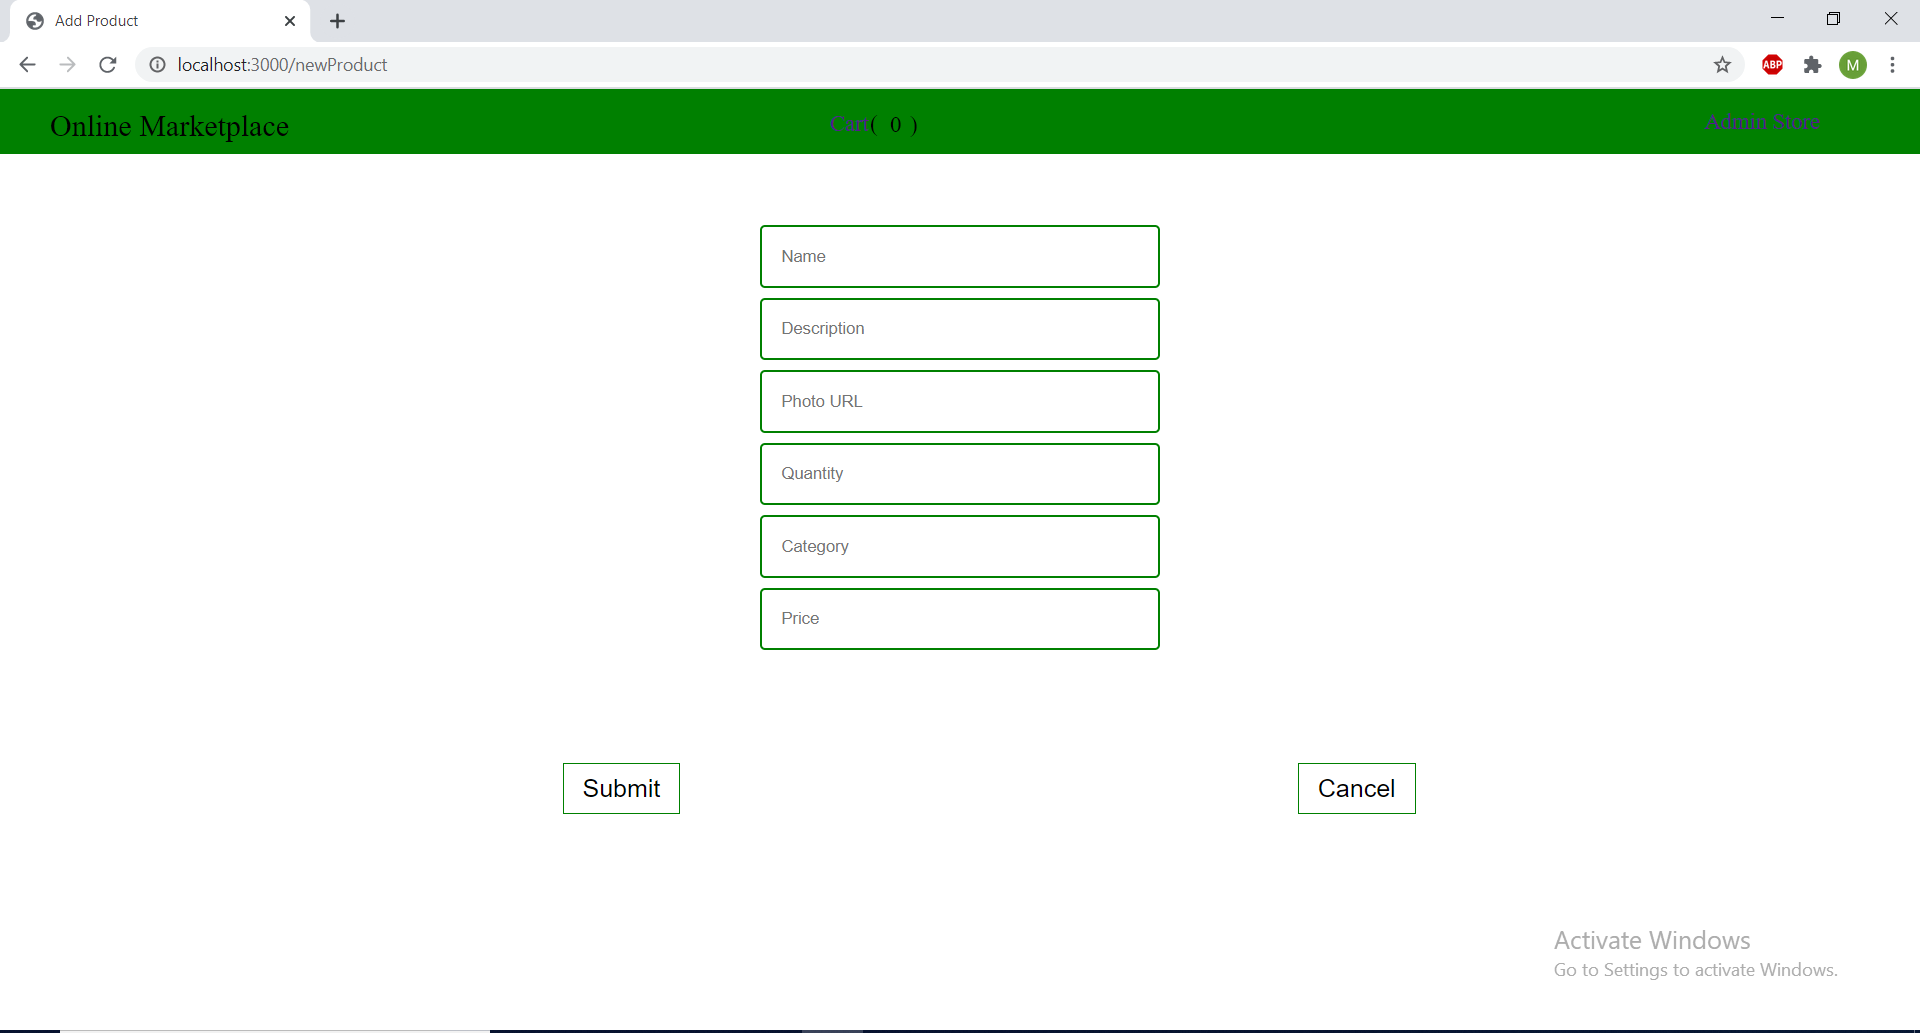 Add Product
localhost:3000/newProduct
ABP
M
Online Marketplace
Cart( 0 )
Admin Store
Name
Description
Photo URL
Quantity
Category
Price
Submit
Cancel
Activate Windows
Go to Settings to activate Windows.